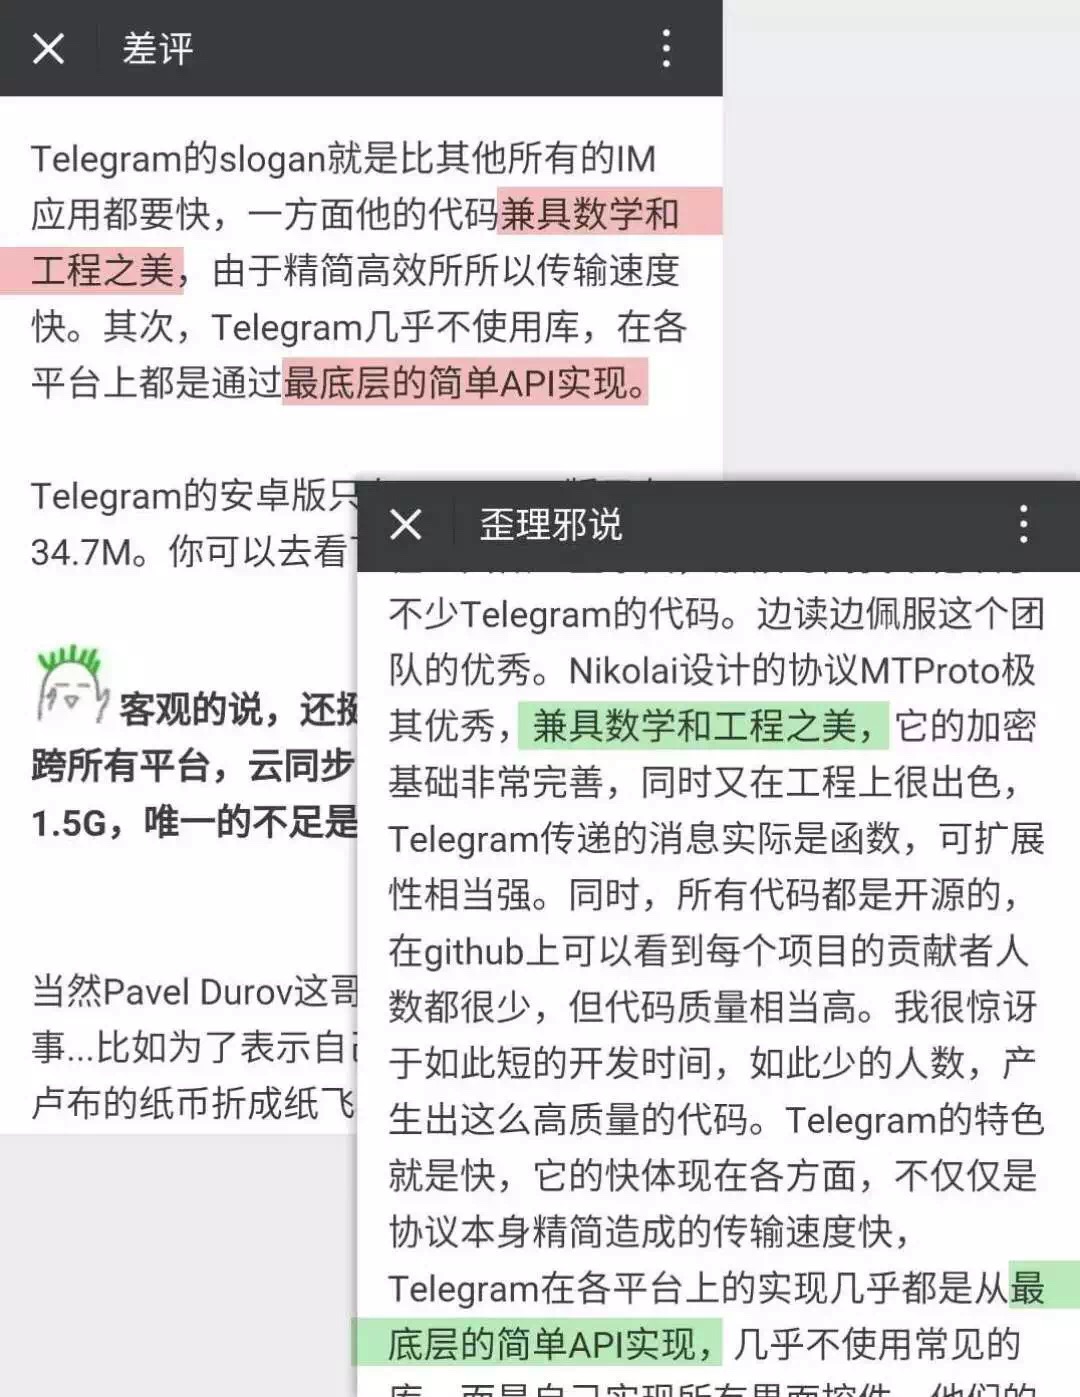 差评
Telegram的slogan就是比其他所有的IM
应用都要快，一方面他的代码兼具数学和
工程之美，由于精简高效所所以传输速度
快。其次，Telegram几乎不使用库，在各
平台上都是通过最底层的简单API实现。
Telegram的安卓版只
34.7M。你可以去看
客观的说，还挺
跨所有平台，云同步
1.5G，唯一的不足是
当然Pavel Durov这哥
事...比如为了表示自己
卢布的纸币折成纸飞
歪理邪说
不少Telegram的代码。边读边佩服这个团
队的优秀。Nikolai设计的协议MTProto极
其优秀，兼具数学和工程之美，它的加密
基础非常完善，同时又在工程上很出色，
Telegram传递的消息实际是函数，可扩展
性相当强。同时，所有代码都是开源的，
在github上可以看到每个项目的贡献者人
数都很少，但代码质量相当高。我很惊讶
于如此短的开发时间，如此少的人数，产
生出这么高质量的代码。Telegram的特色
就是快，它的快体现在各方面，不仅仅是
协议本身精简造成的传输速度快，
Telegram在各平台上的实现几乎都是从最
底层的简单API实现，几乎不使用常见的
库，而是自己实现所有界面控件，他们的